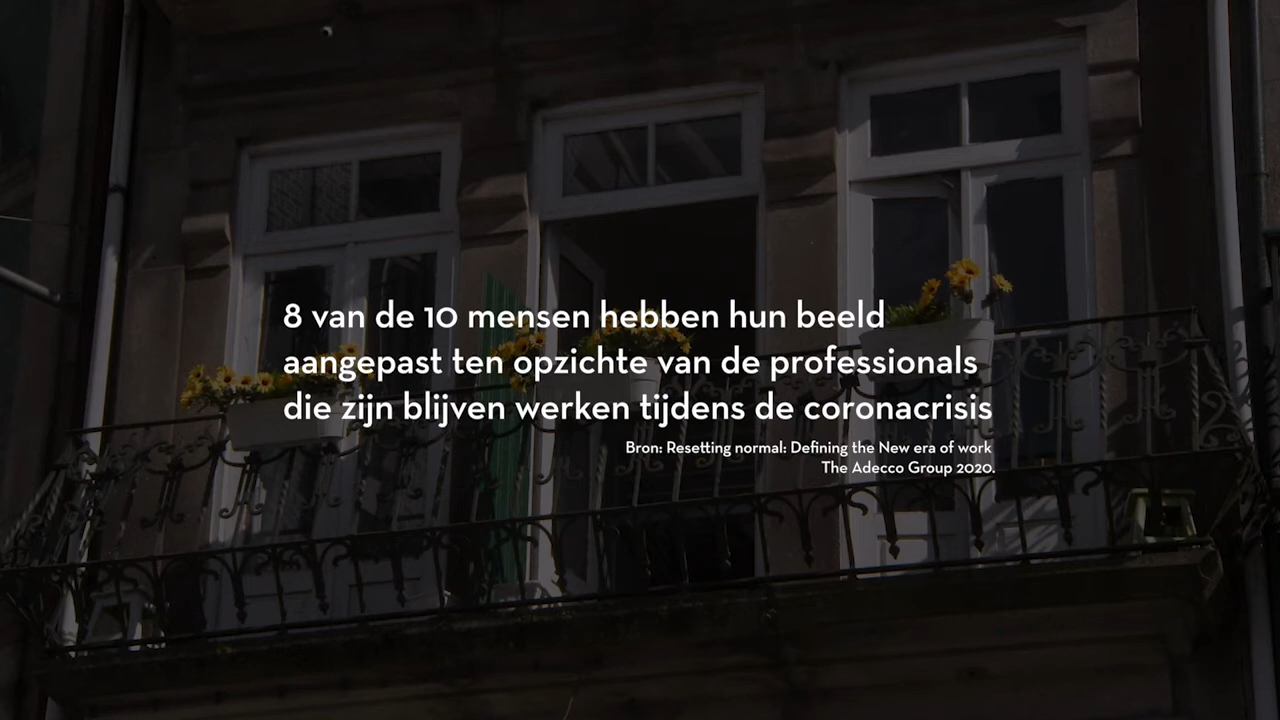 8 van de 10 mensen hebben hun beeld
aangepast ten opzichte van de professionals
die zijn blijven werken tijdens de coronacrisis
Bron: Resetting normal: Defining the New era of work
The Adecco Group 2020.